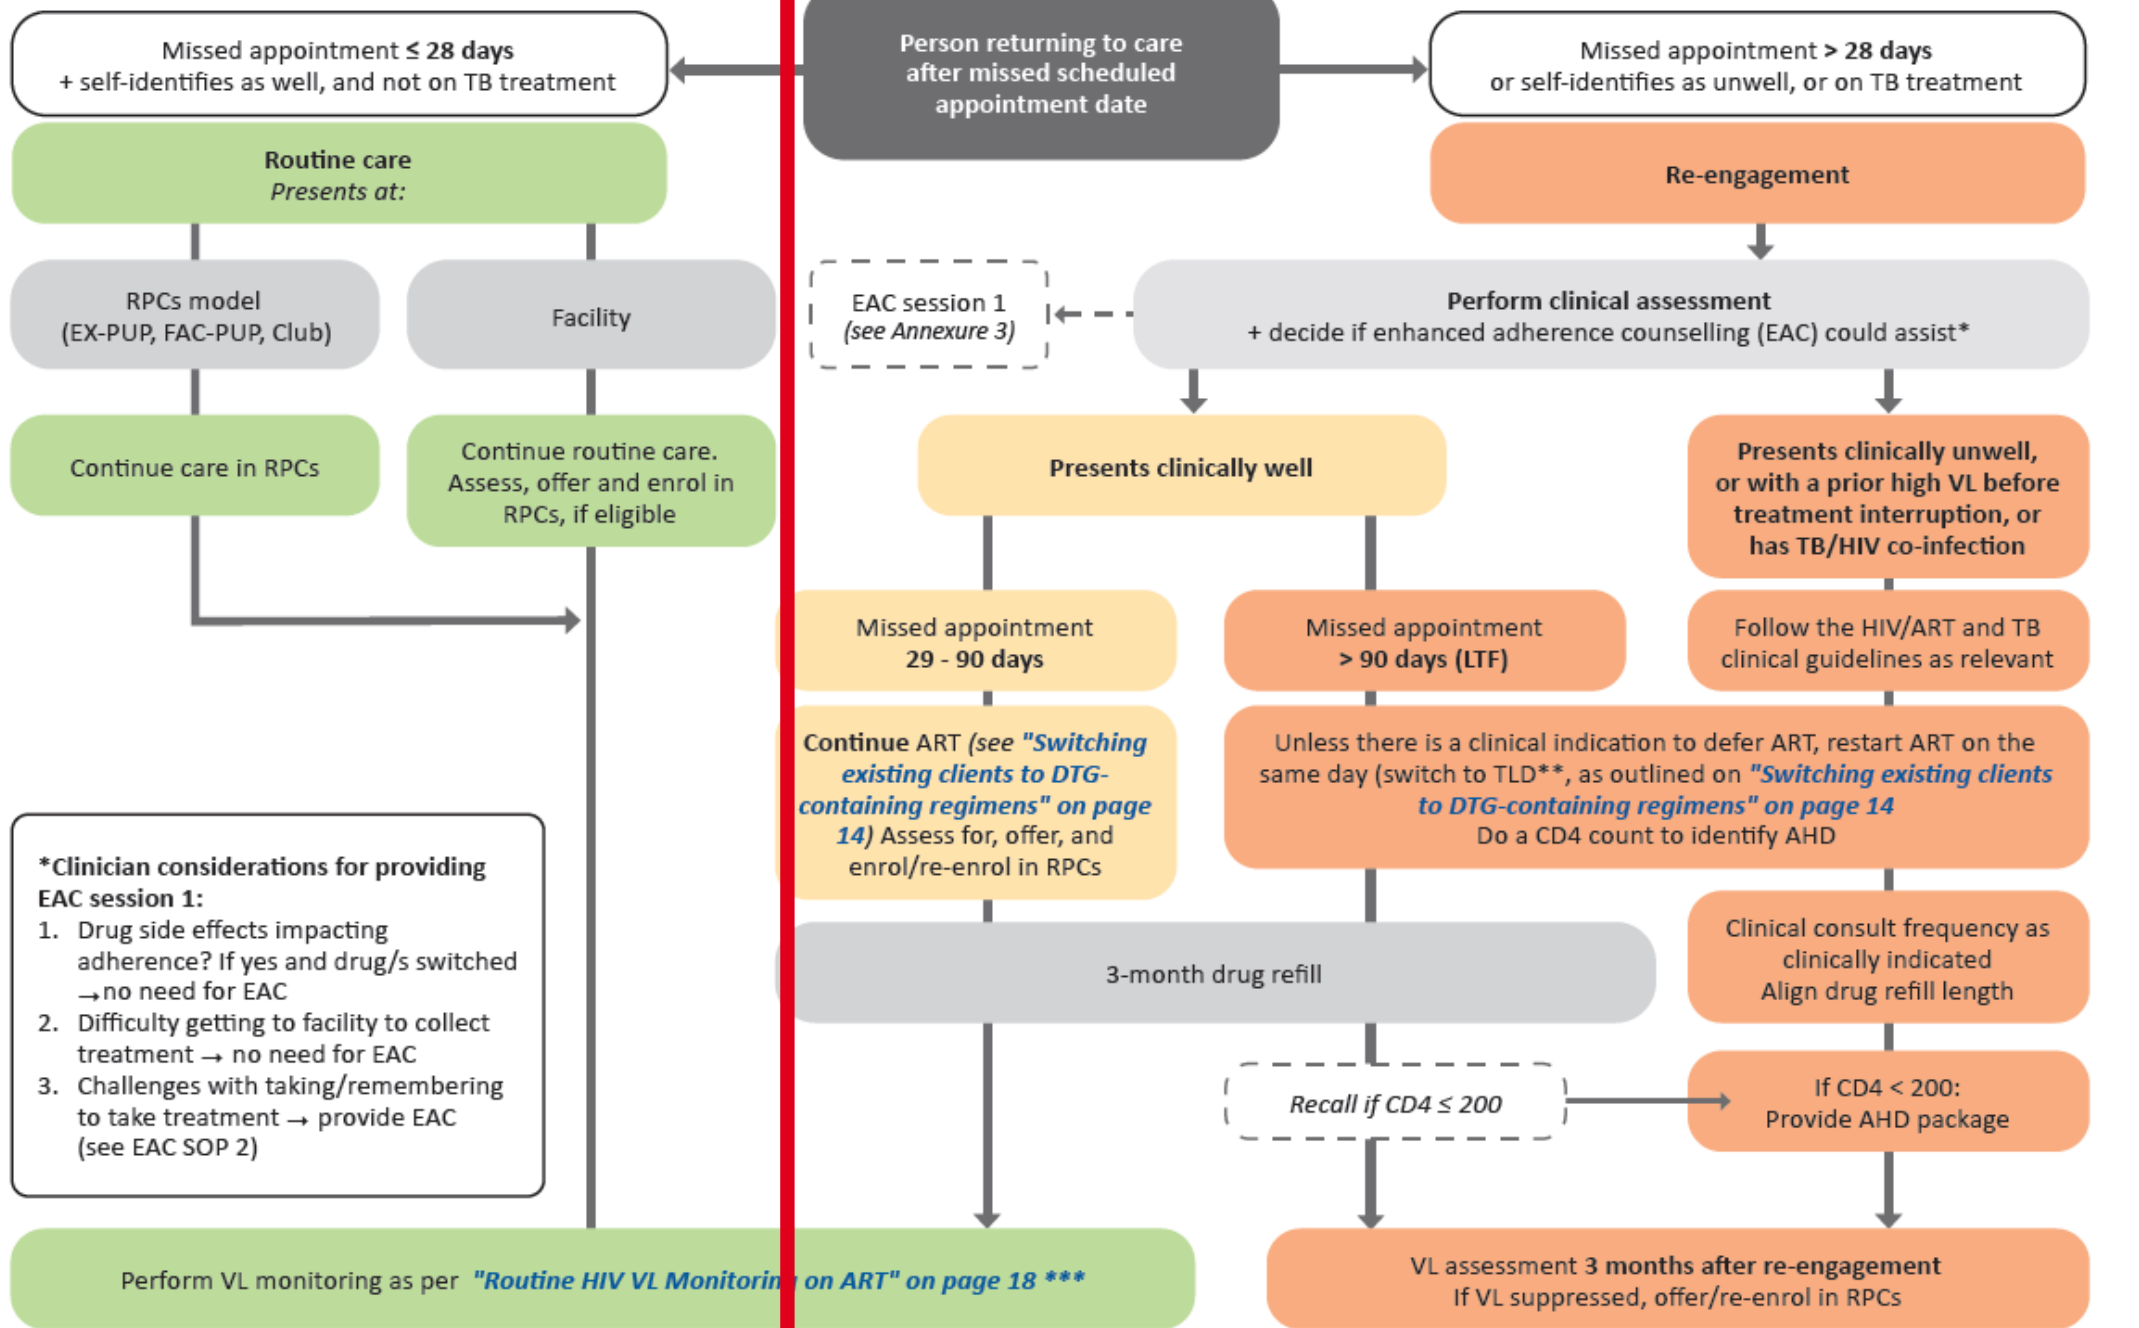 Missed appointment ≤ 28 days
+ self-identifies as well, and not on TB treatment
Person returning to care
after missed scheduled
appointment date
Missed appointment > 28 days
or self-identifies as unwell, or on TB treatment
Routine care
Presents at:
Re-engagement
RPCs model
(EX-PUP, FAC-PUP, Club)
Facility
EAC session 1
(see Annexure 3)
Perform clinical assessment
+ decide if enhanced adherence counselling (EAC) could assist*
Continue care in RPCs
Continue routine care.
Assess, offer and enrol in
RPCs, if eligible
Presents clinically well
Presents clinically unwell,
or with a prior high VL before
treatment interruption, or
has TB/HIV co-infection
Missed appointment
29 - 90 days
Missed appointment
> 90 days (LTF)
Follow the HIV/ART and TB
clinical guidelines as relevant
Continue ART (see "Switching
existing clients to DTG-
containing regimens" on page
14) Assess for, offer, and
enrol/re-enrol in RPCs
Unless there is a clinical indication to defer ART, restart ART on the
same day (switch to TLD**, as outlined on "Switching existing clients
to DTG-containing regimens" on page 14
Do a CD4 count to identify AHD
*Clinician considerations for providing
EAC session 1:
1. Drug side effects impacting
adherence? If yes and drug/s switched
→no need for EAC
2. Difficulty getting to facility to collect
treatment → no need for EAC
3. Challenges with taking/remembering
to take treatment → provide EAC
(see EAC SOP 2)
3-month drug refill
Clinical consult frequency as
clinically indicated
Align drug refill length
Recall if CD4 ≤ 200
If CD4 < 200:
Provide AHD package
Perform VL monitoring as per "Routine HIV VL Monitoring on ART" on page 18 ***
VL assessment 3 months after re-engagement
If VL suppressed, offer/re-enrol in RPCs